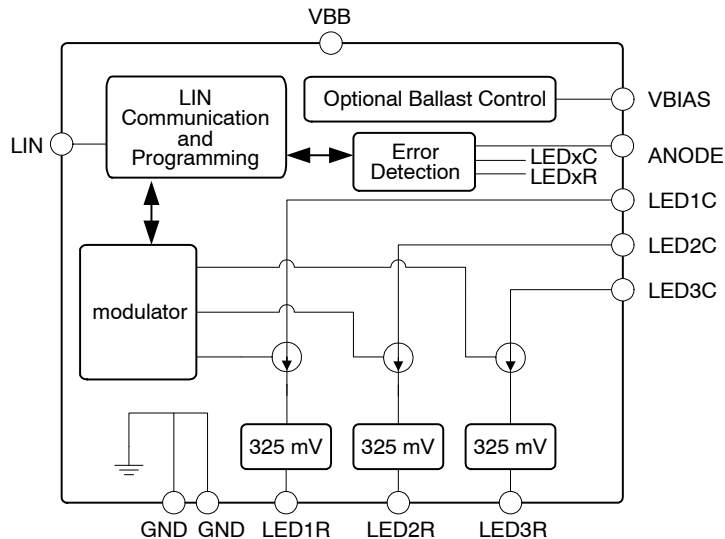 VBB
LIN
Communication
and
Programming
Optional Ballast Control
VBIAS
LIN
Error
Detection
LEDxC
LEDxR
ANODE
LED1C
LED2C
LED3C
modulator
325 mV
325 mV
325 mV
GND
GND
LED1R
LED2R
LED3R